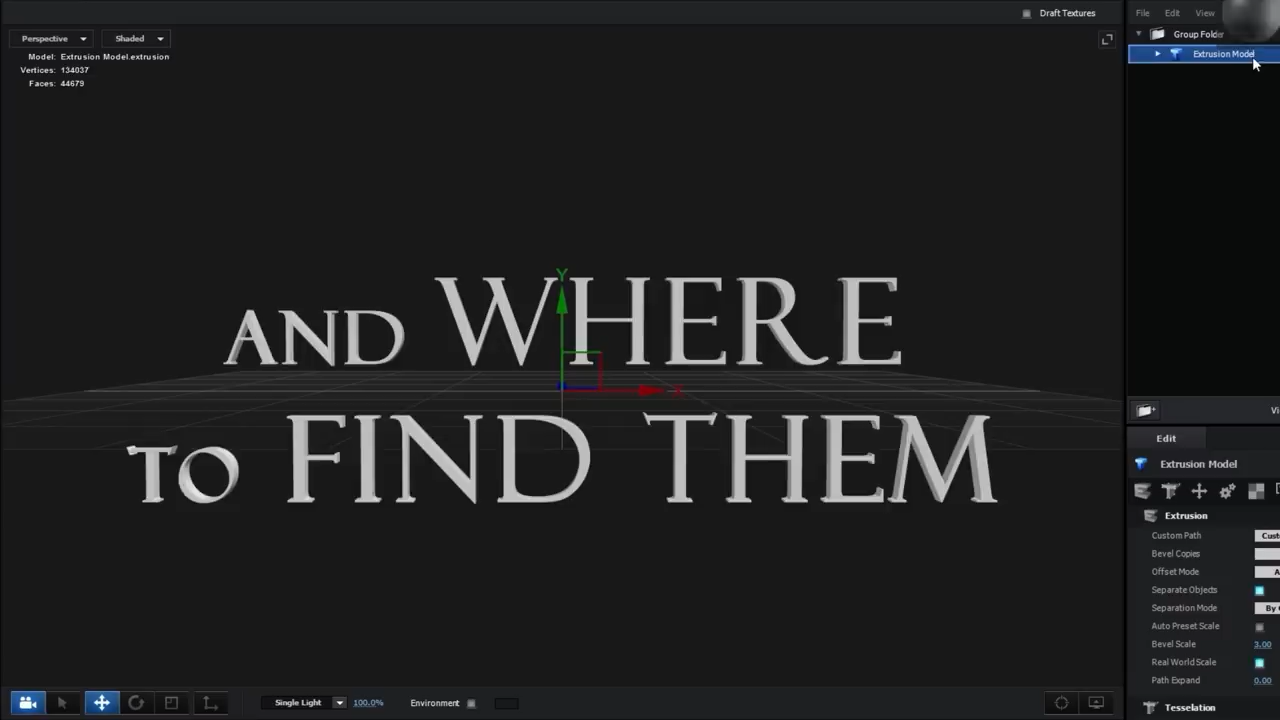 Draft Textures
File Edit View
Perspective
Shaded
Group Folder
Model: Extrusion Model.extrusion
Extrusion Model
Vertices: 134037
Faces: 44679
Y
AND WHERE
X
TO FIND THEM
Edit
Extrusion Model
Extrusion
Custom Path
Bevel Copies
Offset Mode
Separate Objects
Separation Mode
Auto Preset Scale
Bevel Scale 3.00
Real World Scale
Path Expand 0.00
Single Light 100.0% Environment
Tesselation